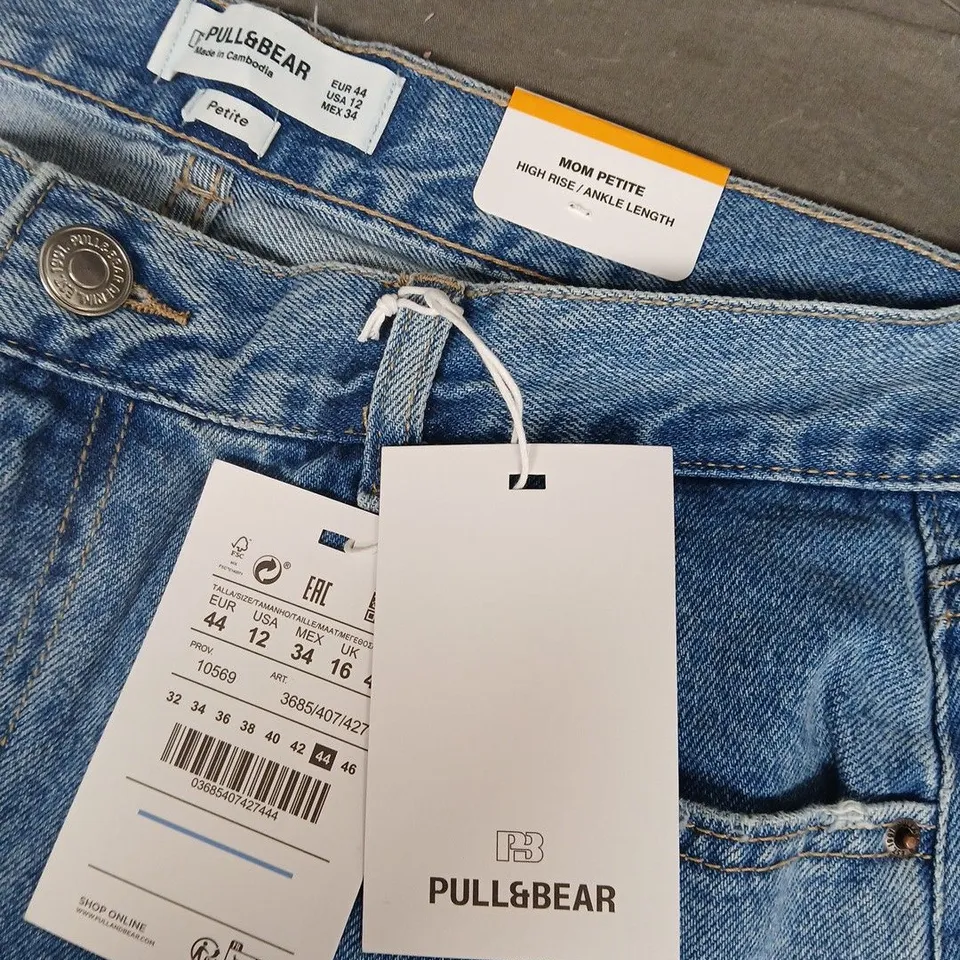 PULL&BEAR
Made in Cambodia
EUR 44
USA 12
MEX 34
Petite
MOM PETITE
HIGH RISE / ANKLE LENGTH
PULL&BEAR
1991
FSC
®
EAC
TALLA/SIZE/TAMANHO/TAILLE/MAAT/ΜΕΓΕΘΟΣ
EUR USA MEX UK
44 12 34 16
PROV. ART.
10569 3685/407/427
32 34 36 38 40 42 44 46
03685407427444
SHOP ONLINE
WWW.PULLANDBEAR.COM
PB
PULL&BEAR